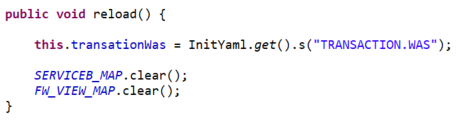 public void reload() {
this.transationWas = InitYaml.get().s("TRANSACTION.WAS");
SERVICEB_MAP.clear();
FW_VIEW_MAP.clear();
}